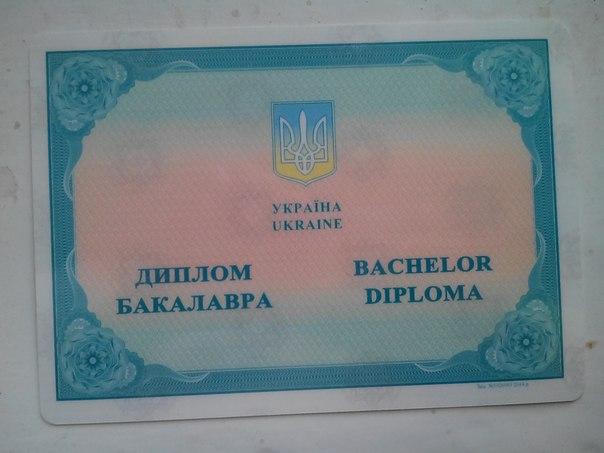 УКРАЇНА
UKRAINE
ДИПЛОМ
БАКАЛАВРА
BACHELOR
DIPLOMA